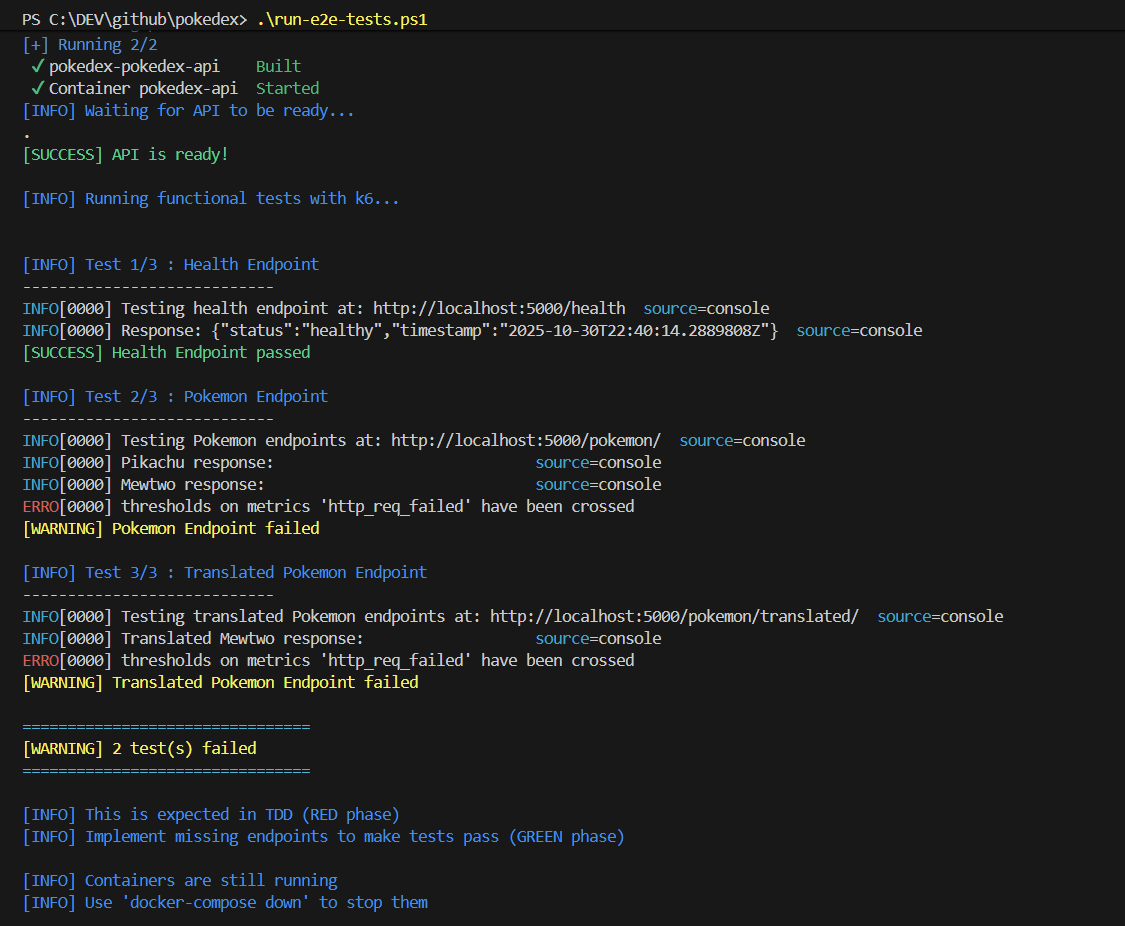 PS C:\DEV\github\pokedex> .\run-e2e-tests.ps1
[+] Running 2/2
✓ pokedex-pokedex-api    Built
✓ Container pokedex-api  Started
[INFO] Waiting for API to be ready...
.
[SUCCESS] API is ready!
[INFO] Running functional tests with k6...
[INFO] Test 1/3 : Health Endpoint
----------------------------
INFO[0000] Testing health endpoint at: http://localhost:5000/health  source=console
INFO[0000] Response: {"status":"healthy","timestamp":"2025-10-30T22:40:14.2889808Z"}  source=console
[SUCCESS] Health Endpoint passed
[INFO] Test 2/3 : Pokemon Endpoint
----------------------------
INFO[0000] Testing Pokemon endpoints at: http://localhost:5000/pokemon/  source=console
INFO[0000] Pikachu response:                             source=console
INFO[0000] Mewtwo response:                              source=console
ERRO[0000] thresholds on metrics 'http_req_failed' have been crossed
[WARNING] Pokemon Endpoint failed
[INFO] Test 3/3 : Translated Pokemon Endpoint
----------------------------
INFO[0000] Testing translated Pokemon endpoints at: http://localhost:5000/pokemon/translated/  source=console
INFO[0000] Translated Mewtwo response:                   source=console
ERRO[0000] thresholds on metrics 'http_req_failed' have been crossed
[WARNING] Translated Pokemon Endpoint failed
================================
[WARNING] 2 test(s) failed
================================
[INFO] This is expected in TDD (RED phase)
[INFO] Implement missing endpoints to make tests pass (GREEN phase)
[INFO] Containers are still running
[INFO] Use 'docker-compose down' to stop them